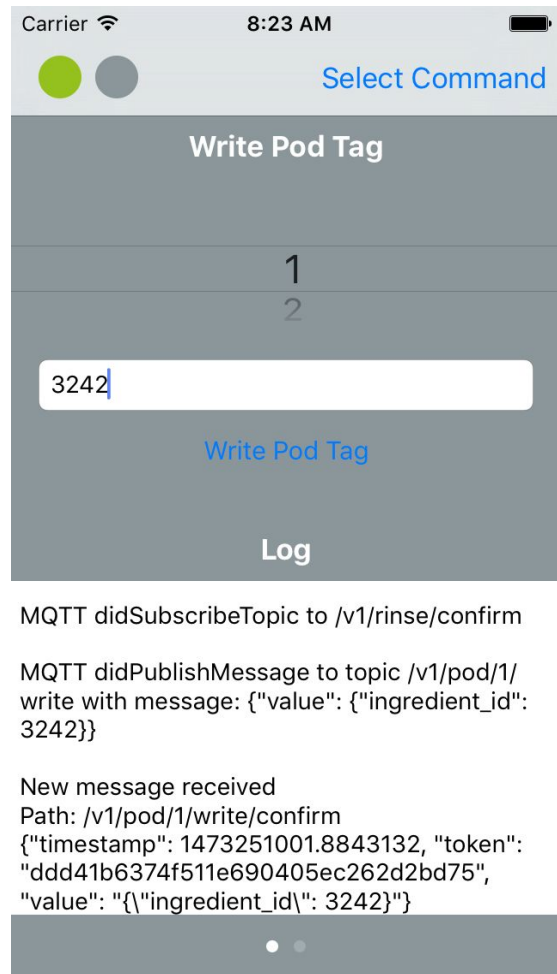 Carrier 8:23 AM
Select Command
Write Pod Tag
1
2
3242
Write Pod Tag
Log
MQTT didSubscribeTopic to /v1/rinse/confirm
MQTT didPublishMessage to topic /v1/pod/1/
write with message: {"value": {"ingredient_id":
3242}}
New message received
Path: /v1/pod/1/write/confirm
{"timestamp": 1473251001.8843132, "token":
"ddd41b6374f511e690405ec262d2bd75",
"value": "{\"ingredient_id\": 3242}"}